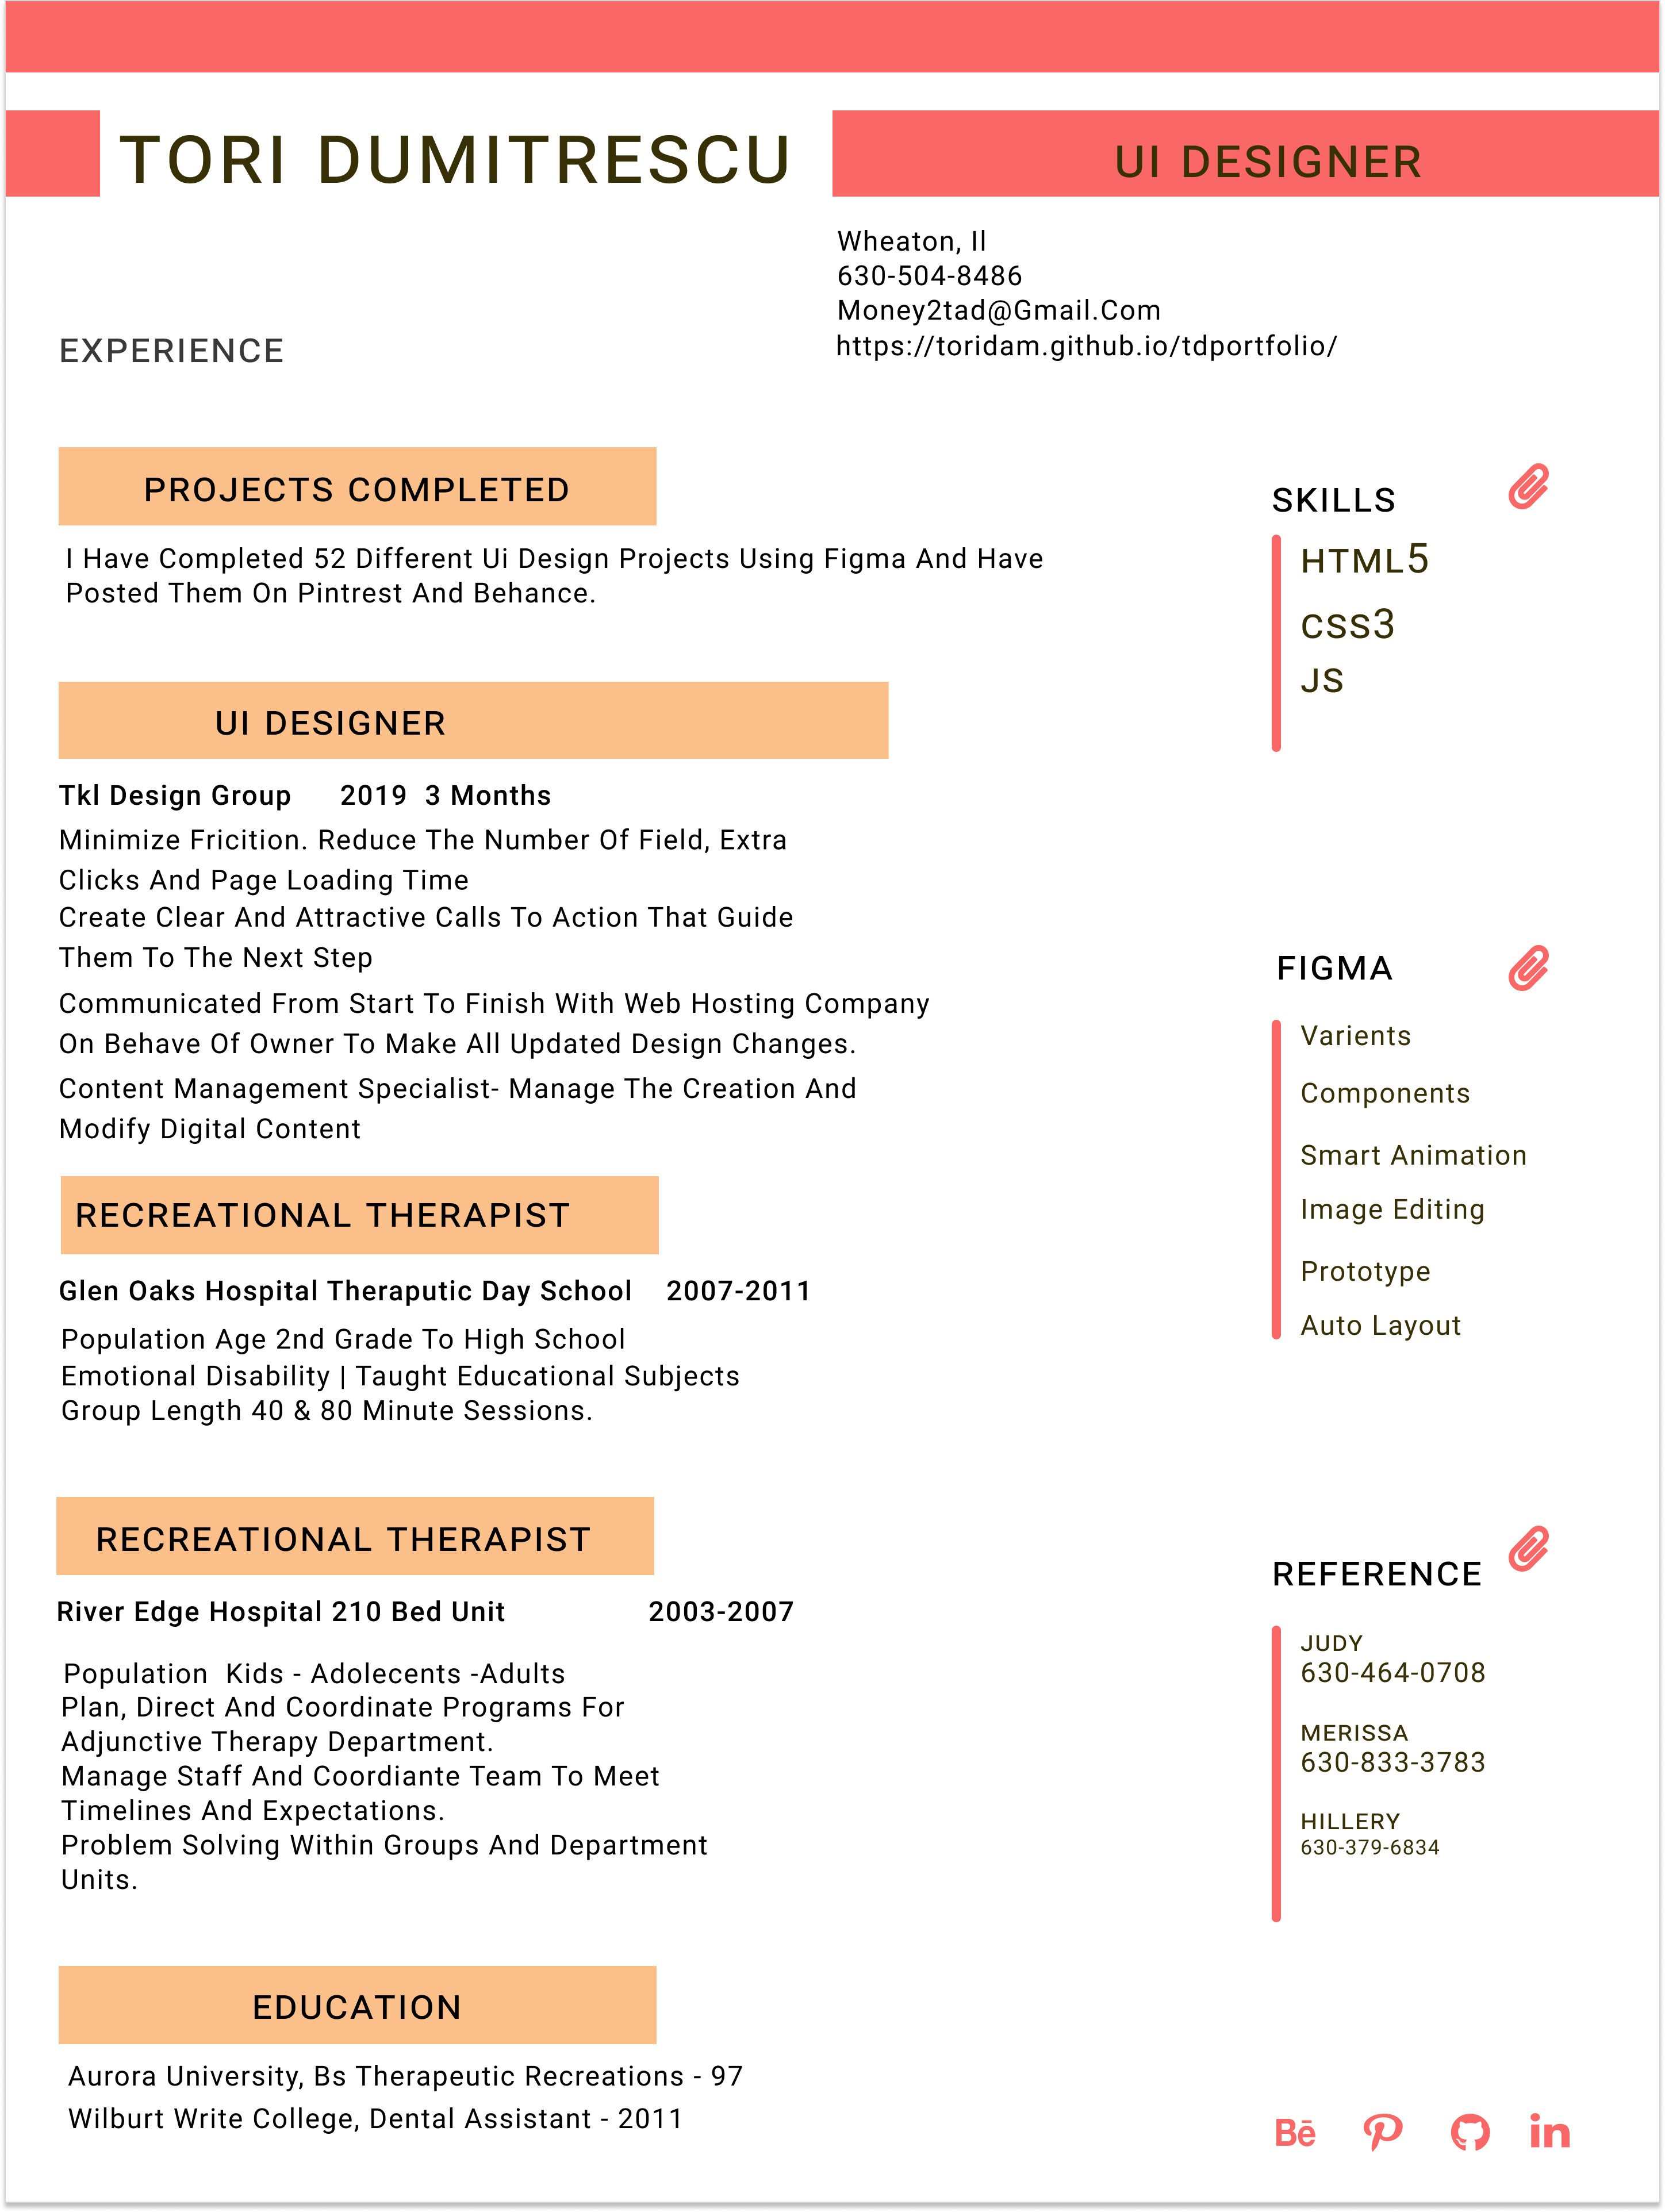 TORI DUMITRESCU
UI DESIGNER
Wheaton, Il
630-504-8486
Money2tad@Gmail.Com
https://toridam.github.io/tdportfolio/
EXPERIENCE
PROJECTS COMPLETED
I Have Completed 52 Different Ui Design Projects Using Figma And Have
Posted Them On Pintrest And Behance.
UI DESIGNER
Tkl Design Group 2019 3 Months
Minimize Fricition. Reduce The Number Of Field, Extra
Clicks And Page Loading Time
Create Clear And Attractive Calls To Action That Guide
Them To The Next Step
Communicated From Start To Finish With Web Hosting Company
On Behave Of Owner To Make All Updated Design Changes.
Content Management Specialist- Manage The Creation And
Modify Digital Content
RECREATIONAL THERAPIST
Glen Oaks Hospital Theraputic Day School 2007-2011
Population Age 2nd Grade To High School
Emotional Disability | Taught Educational Subjects
Group Length 40 & 80 Minute Sessions.
RECREATIONAL THERAPIST
River Edge Hospital 210 Bed Unit 2003-2007
Population Kids - Adolecents -Adults
Plan, Direct And Coordinate Programs For
Adjunctive Therapy Department.
Manage Staff And Coordiante Team To Meet
Timelines And Expectations.
Problem Solving Within Groups And Department
Units.
EDUCATION
Aurora University, Bs Therapeutic Recreations - 97
Wilburt Write College, Dental Assistant - 2011
SKILLS
HTML5
CSS3
JS
FIGMA
Varients
Components
Smart Animation
Image Editing
Prototype
Auto Layout
REFERENCE
JUDY
630-464-0708
MERISSA
630-833-3783
HILLERY
630-379-6834
Bē
in